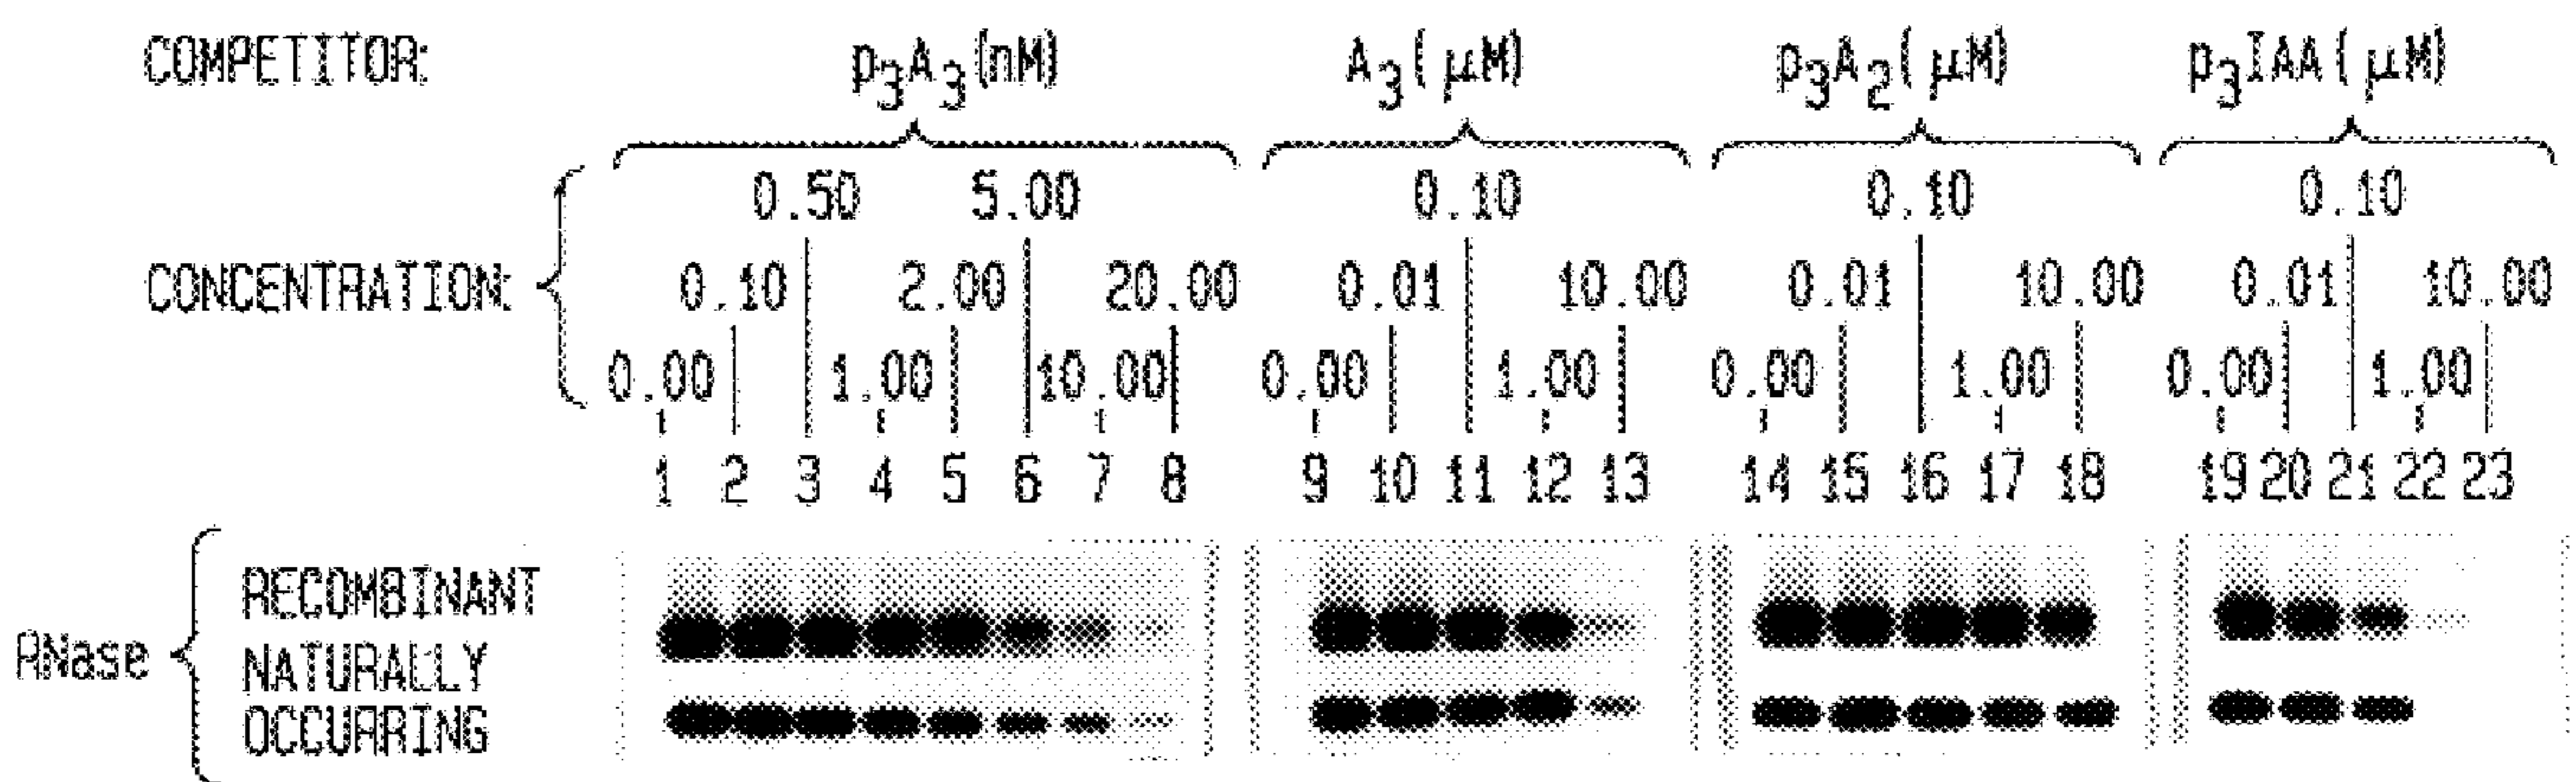 COMPETITOR: p3A3(nM) A3(μM) p3A2(μM) p3IAA(μM)
0.50 5.00 0.10 0.10 0.10
CONCENTRATION: 0.10 2.00 20.00 0.01 10.00 0.01 10.00 0.01 10.00
0.00 1.00 10.00 0.00 1.00 0.00 1.00 0.00 1.00
1 2 3 4 5 6 7 8 9 10 11 12 13 14 15 16 17 18 19 20 21 22 23
RECOMBINANT
RNase NATURALLY
OCCURRING